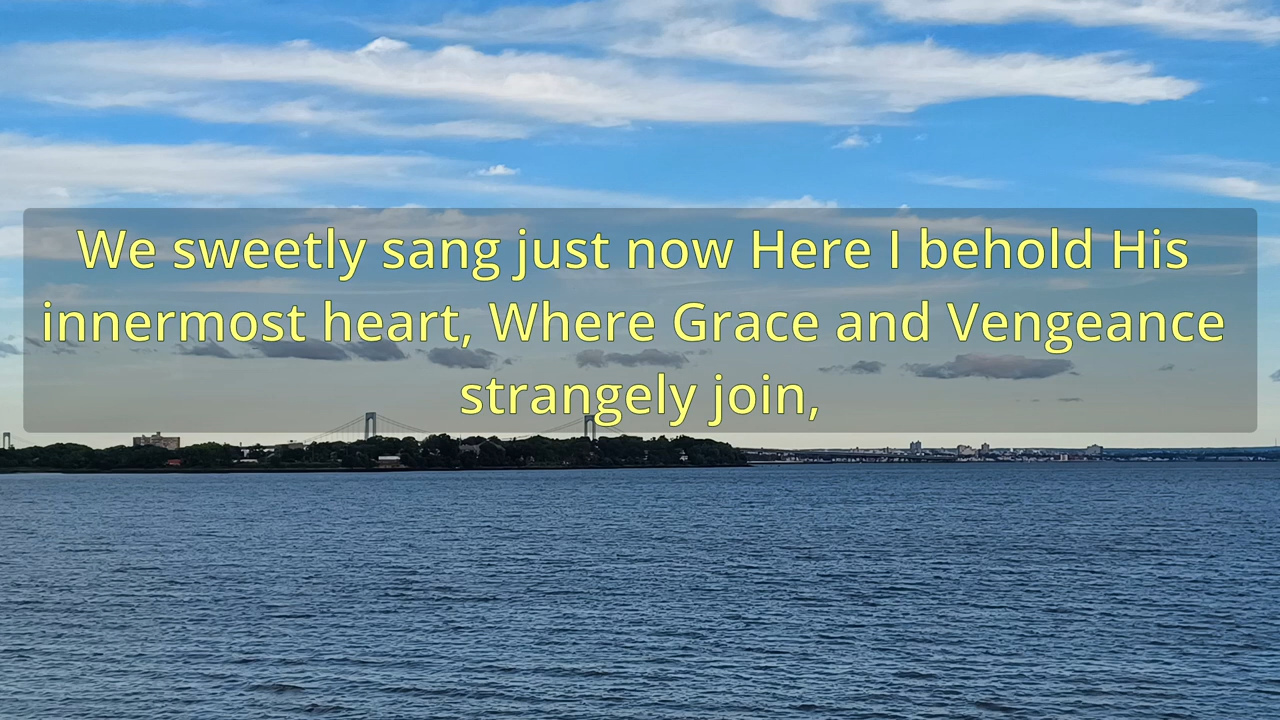 We sweetly sang just now Here I behold His
innermost heart, Where Grace and Vengeance
strangely join,